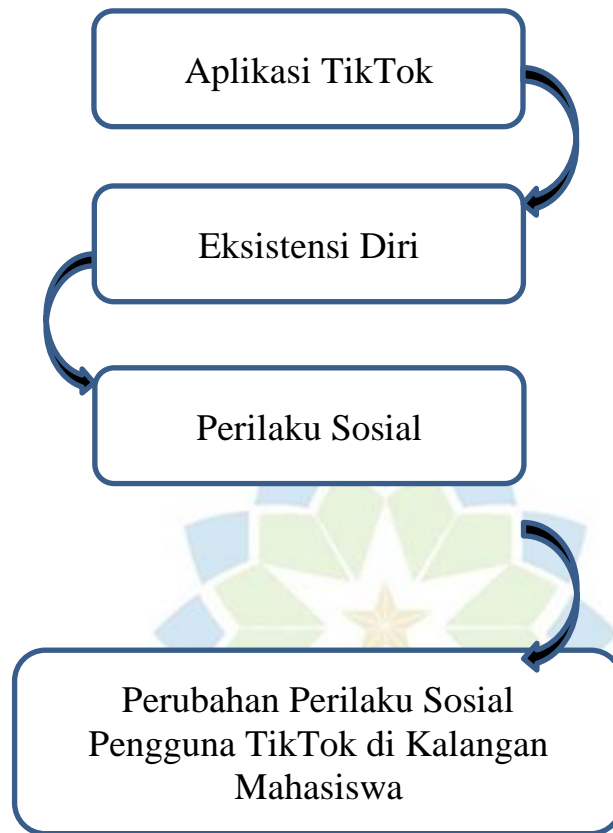 Aplikasi TikTok
Eksistensi Diri
Perilaku Sosial
Perubahan Perilaku Sosial
Pengguna TikTok di Kalangan
Mahasiswa